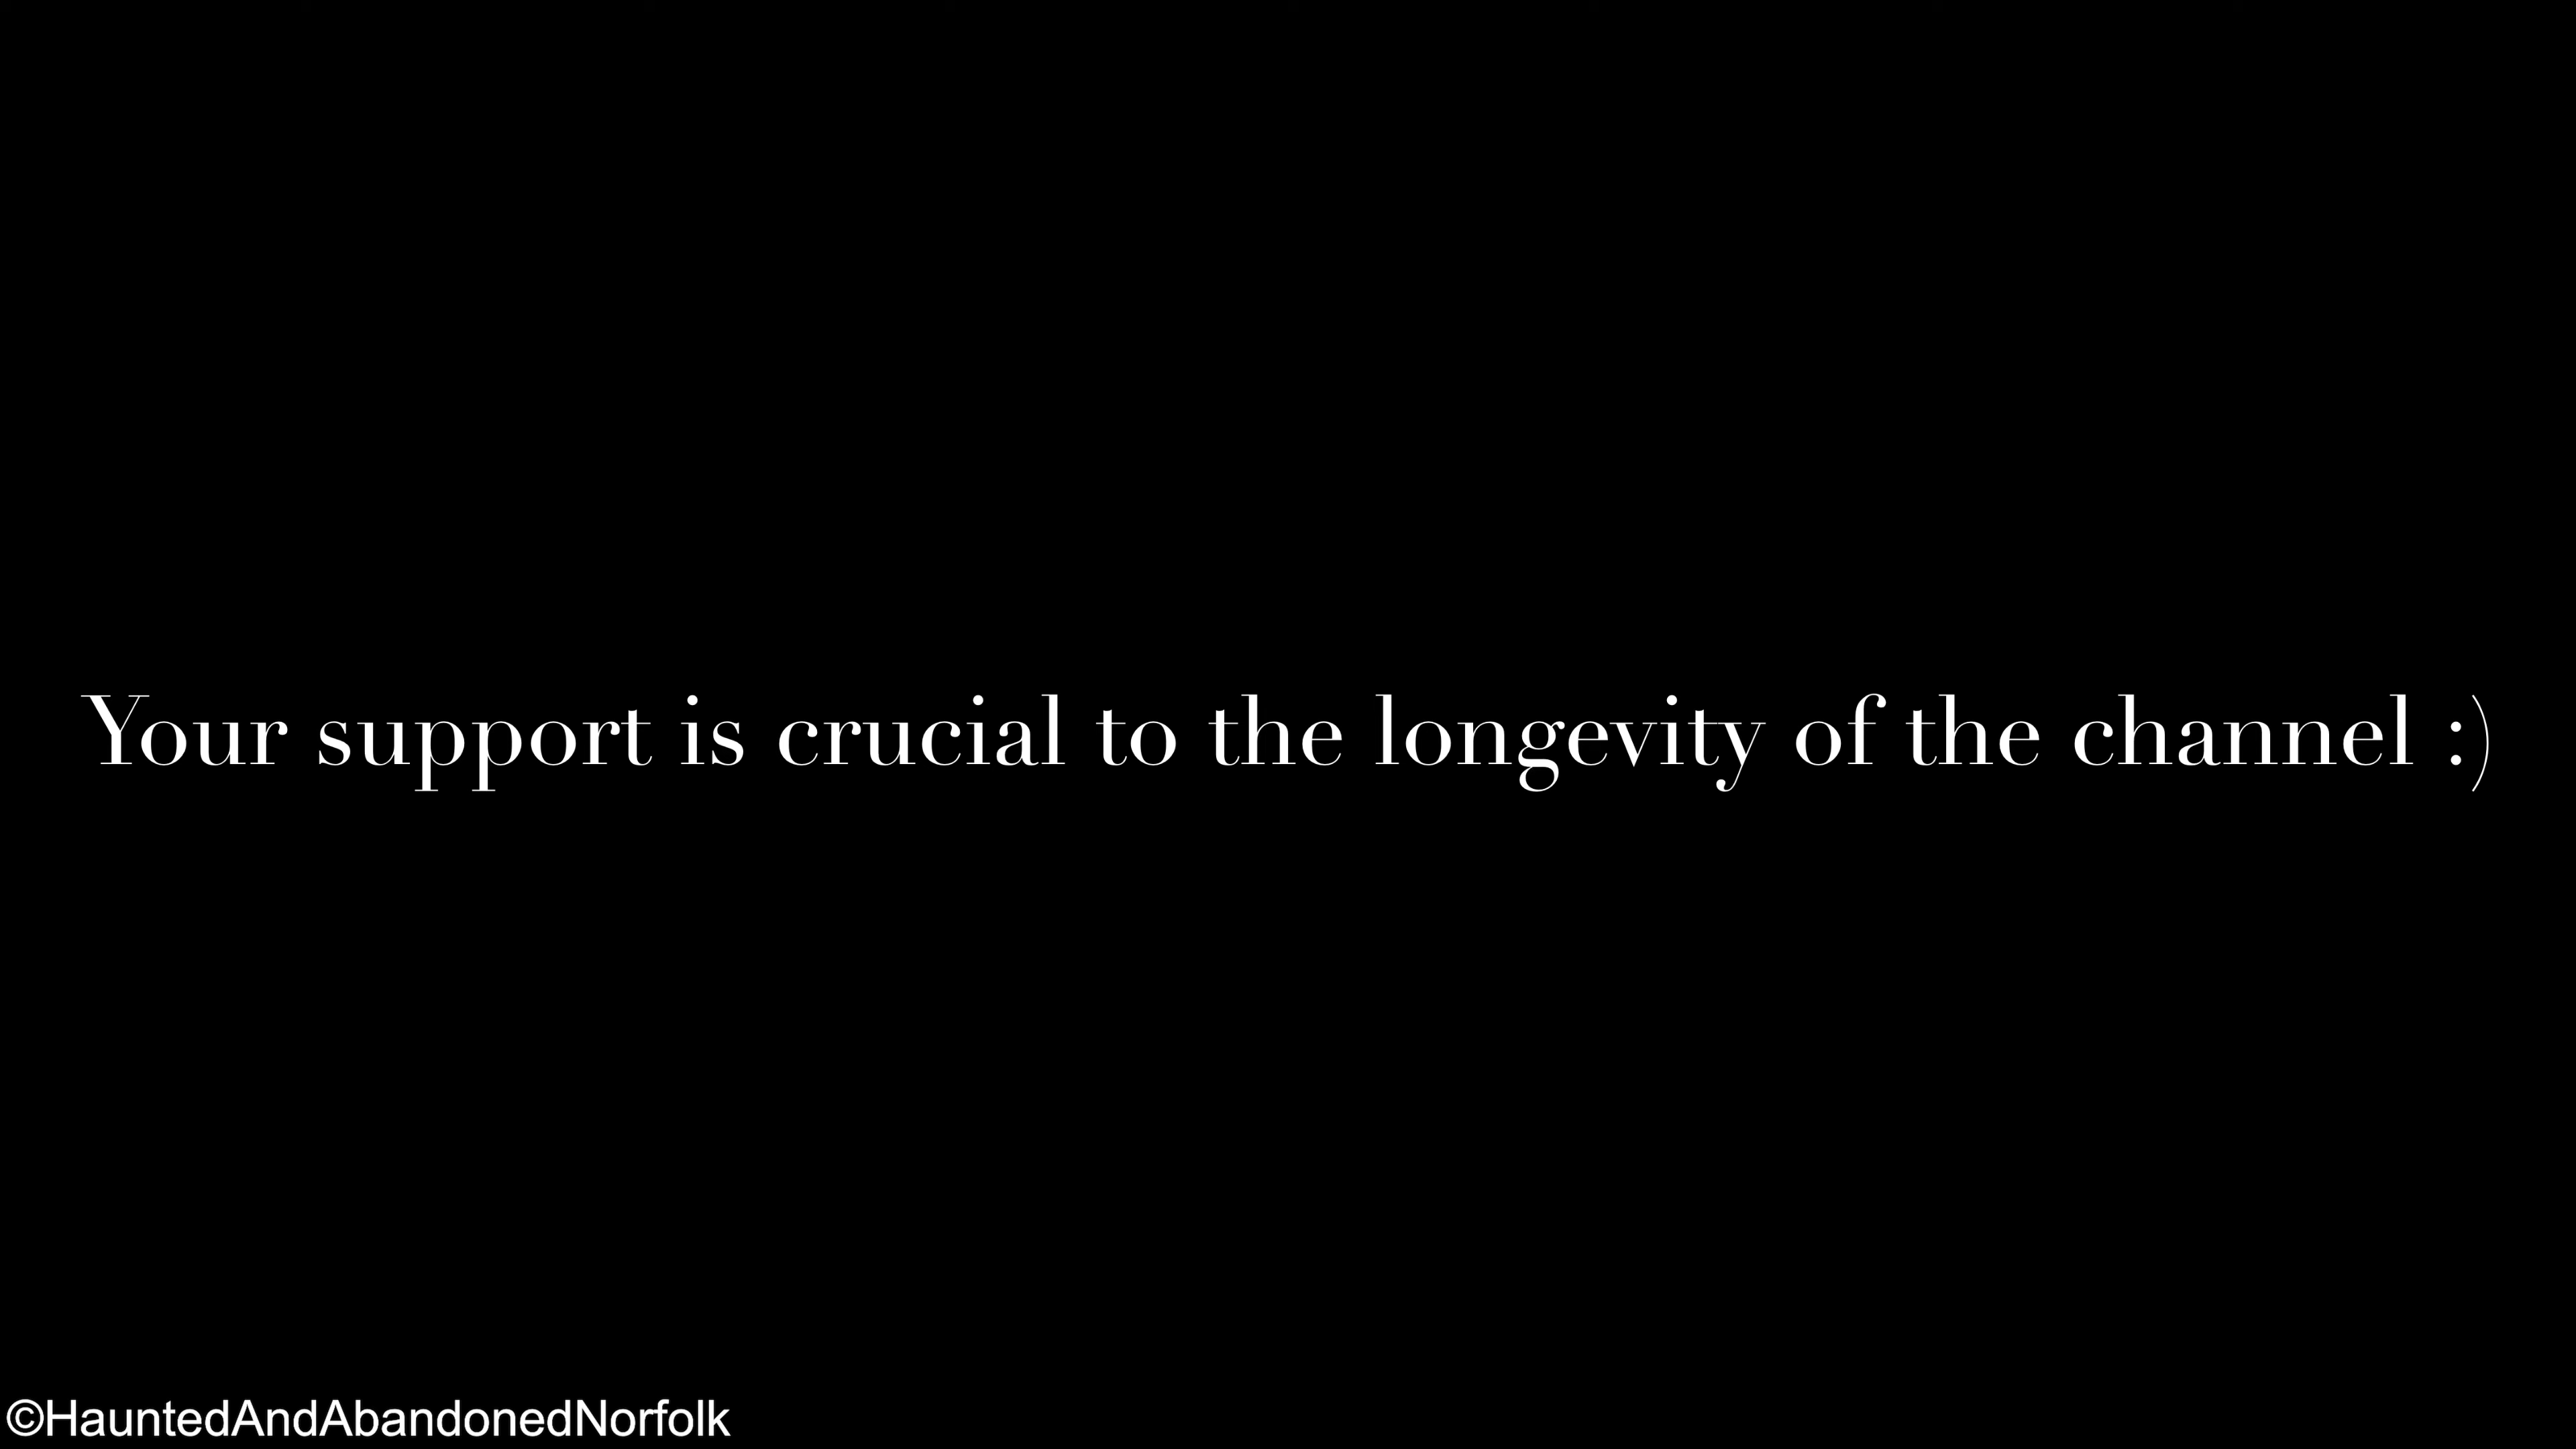 Your support is crucial to the longevity of the channel :)
©HauntedAndAbandonedNorfolk